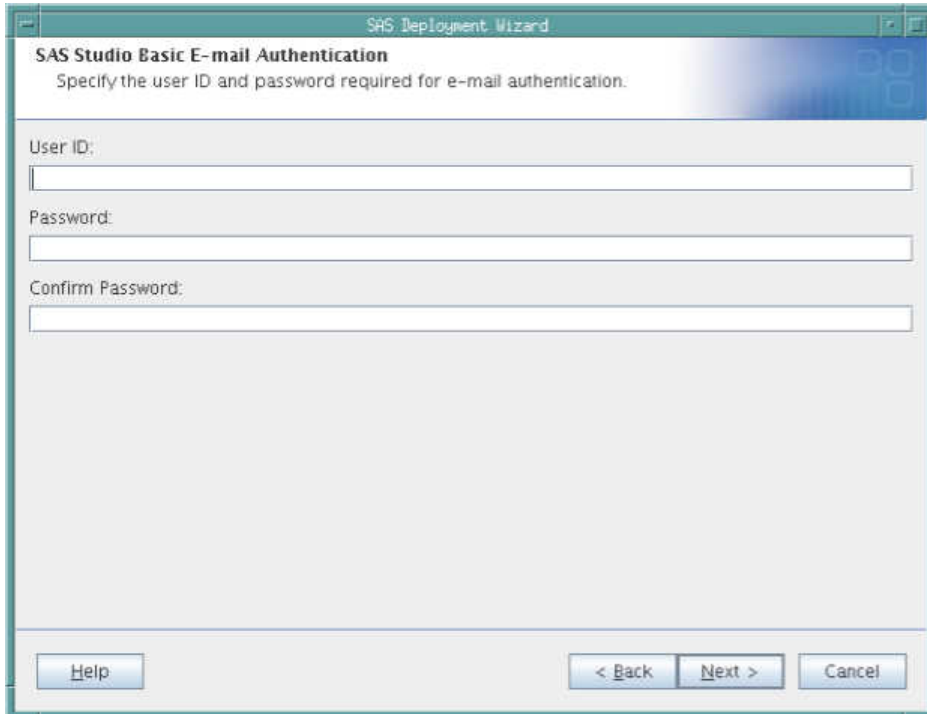 SAS Deployment Wizard
SAS Studio Basic E-mail Authentication
Specify the user ID and password required for e-mail authentication.
User ID:
Password:
Confirm Password:
Help
< Back
Next >
Cancel